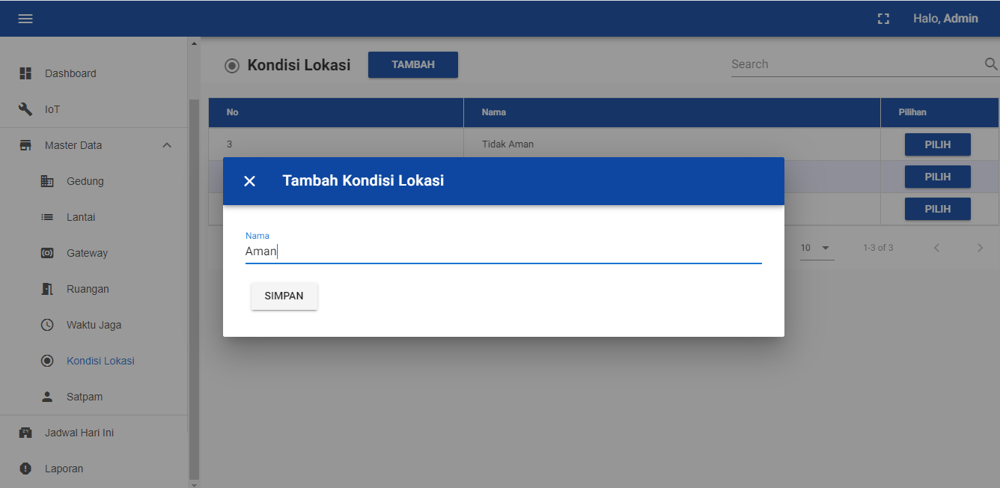 Halo, Admin
Dashboard
IoT
Master Data
Gedung
Lantai
Gateway
Ruangan
Waktu Jaga
Kondisi Lokasi
Satpam
Jadwal Hari Ini
Laporan
Kondisi Lokasi TAMBAH Search
No Nama Pilihan
3 Tidak Aman PILIH
PILIH
PILIH
10 1-3 of 3
Tambah Kondisi Lokasi
Nama
Aman
SIMPAN